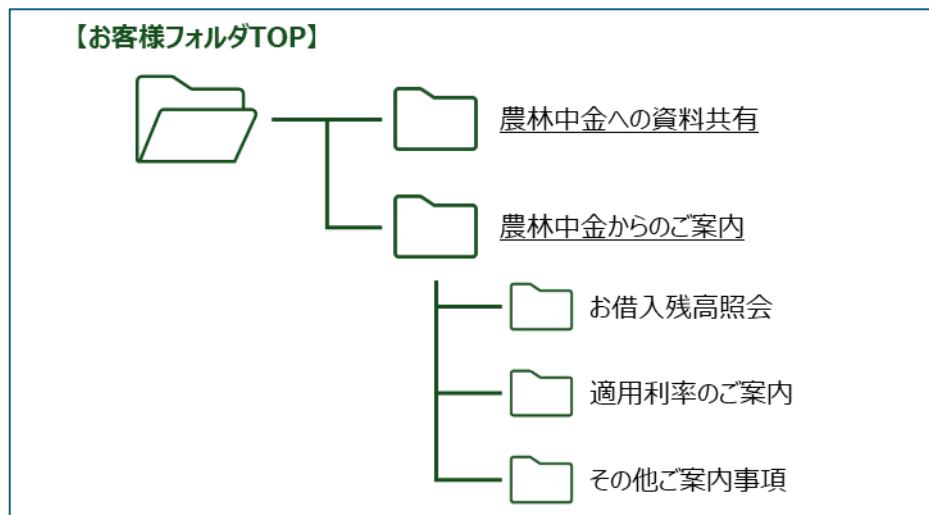 【お客様フォルダTOP】
農林中金への資料共有
農林中金からのご案内
お借入残高照会
適用利率のご案内
その他ご案内事項